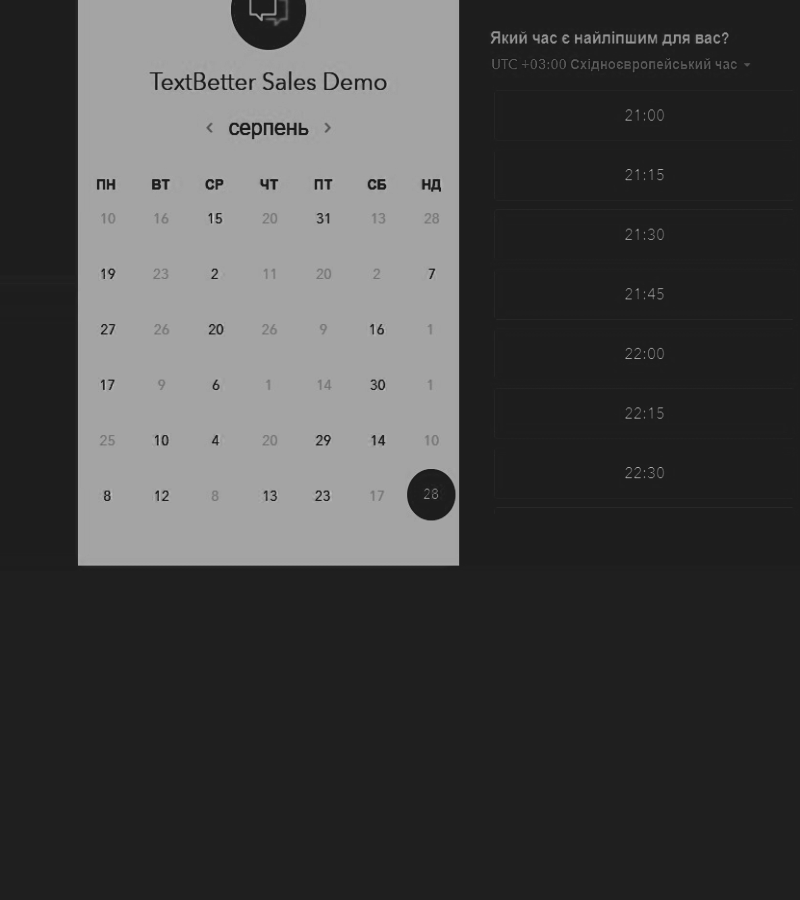 TextBetter Sales Demo
серпень
ПН ВТ СР ЧТ ПТ СБ НД
10 16 15 20 31 13 28
19 23 2 11 20 2 7
27 26 20 26 9 16 1
17 9 6 1 14 30 1
25 10 4 20 29 14 10
8 12 8 13 23 17 28
Який час є найліпшим для вас?
UTC +03:00 Східноєвропейський час
21:00
21:15
21:30
21:45
22:00
22:15
22:30